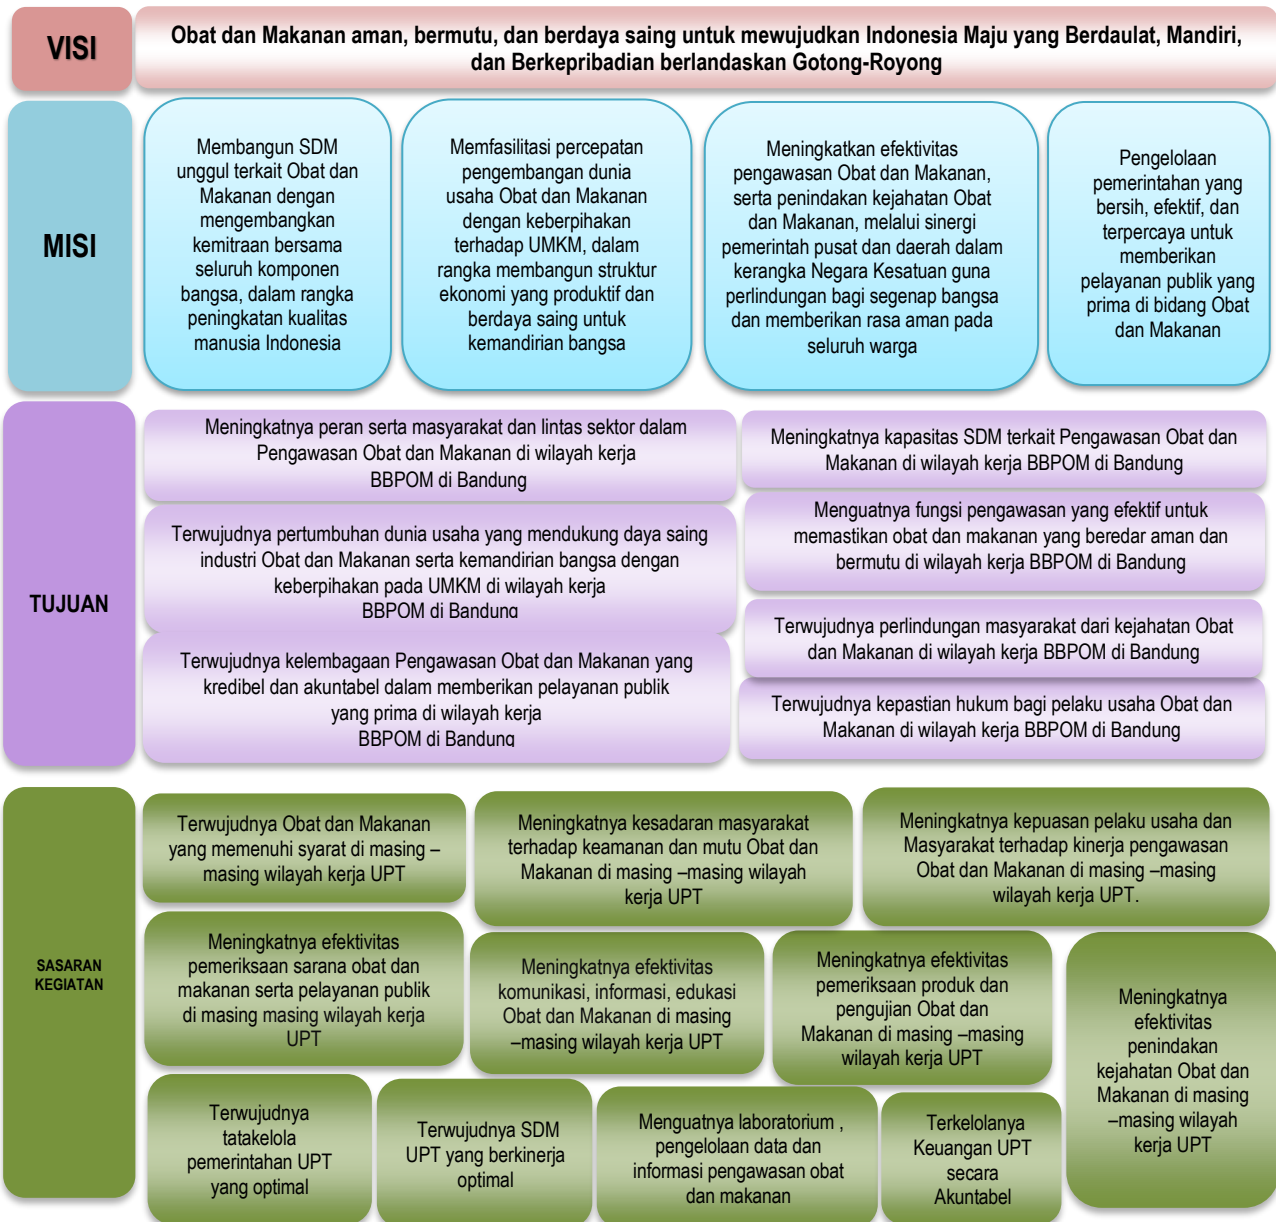 VISI
Obat dan Makanan aman, bermutu, dan berdaya saing untuk mewujudkan Indonesia Maju yang Berdaulat, Mandiri,
dan Berkepribadian berlandaskan Gotong-Royong
MISI
Membangun SDM
unggul terkait Obat dan
Makanan dengan
mengembangkan
kemitraan bersama
seluruh komponen
bangsa, dalam rangka
peningkatan kualitas
manusia Indonesia
Memfasilitasi percepatan
pengembangan dunia
usaha Obat dan Makanan
dengan keberpihakan
terhadap UMKM, dalam
rangka membangun struktur
ekonomi yang produktif dan
berdaya saing untuk
kemandirian bangsa
Meningkatkan efektivitas
pengawasan Obat dan Makanan,
serta penindakan kejahatan Obat
dan Makanan, melalui sinergi
pemerintah pusat dan daerah dalam
kerangka Negara Kesatuan guna
perlindungan bagi segenap bangsa
dan memberikan rasa aman pada
seluruh warga
Pengelolaan
pemerintahan yang
bersih, efektif, dan
terpercaya untuk
memberikan
pelayanan publik yang
prima di bidang Obat
dan Makanan
TUJUAN
Meningkatnya peran serta masyarakat dan lintas sektor dalam
Pengawasan Obat dan Makanan di wilayah kerja
BBPOM di Bandung
Terwujudnya pertumbuhan dunia usaha yang mendukung daya saing
industri Obat dan Makanan serta kemandirian bangsa dengan
keberpihakan pada UMKM di wilayah kerja
BBPOM di Bandung
Terwujudnya kelembagaan Pengawasan Obat dan Makanan yang
kredibel dan akuntabel dalam memberikan pelayanan publik
yang prima di wilayah kerja
BBPOM di Bandung
Meningkatnya kapasitas SDM terkait Pengawasan Obat dan
Makanan di wilayah kerja BBPOM di Bandung
Menguatnya fungsi pengawasan yang efektif untuk
memastikan obat dan makanan yang beredar aman dan
bermutu di wilayah kerja BBPOM di Bandung
Terwujudnya perlindungan masyarakat dari kejahatan Obat
dan Makanan di wilayah kerja BBPOM di Bandung
Terwujudnya kepastian hukum bagi pelaku usaha Obat dan
Makanan di wilayah kerja BBPOM di Bandung
SASARAN
KEGIATAN
Terwujudnya Obat dan Makanan
yang memenuhi syarat di masing –
masing wilayah kerja UPT
Meningkatnya kesadaran masyarakat
terhadap keamanan dan mutu Obat dan
Makanan di masing –masing wilayah
kerja UPT
Meningkatnya kepuasan pelaku usaha dan
Masyarakat terhadap kinerja pengawasan
Obat dan Makanan di masing –masing
wilayah kerja UPT.
Meningkatnya efektivitas
pemeriksaan sarana obat dan
makanan serta pelayanan publik
di masing masing wilayah kerja
UPT
Meningkatnya efektivitas
komunikasi, informasi, edukasi
Obat dan Makanan di masing
–masing wilayah kerja UPT
Meningkatnya efektivitas
pemeriksaan produk dan
pengujian Obat dan
Makanan di masing –masing
wilayah kerja UPT
Meningkatnya
efektivitas
penindakan
kejahatan Obat dan
Makanan di masing
–masing wilayah
kerja UPT
Terwujudnya
tatakelola
pemerintahan UPT
yang optimal
Terwujudnya SDM
UPT yang berkinerja
optimal
Menguatnya laboratorium ,
pengelolaan data dan
informasi pengawasan obat
dan makanan
Terkelolanya
Keuangan UPT
secara
Akuntabel